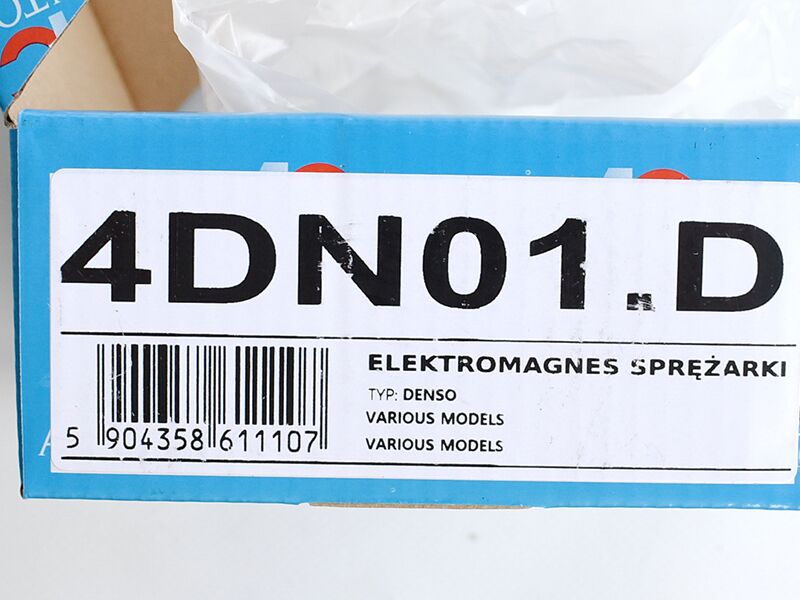 4DN01.D
ELEKTROMAGNES SPRĘŻARKI
TYP: DENSO
VARIOUS MODELS
VARIOUS MODELS
5 904358 611107